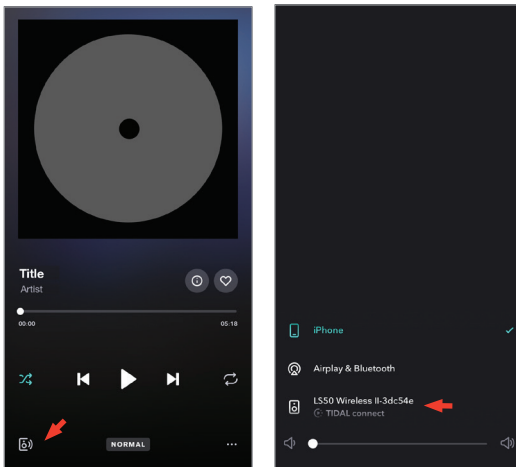 Title
Artist
00:00
05:18
NORMAL
iPhone
Airplay & Bluetooth
LS50 Wireless II-3dc54e
TIDAL connect